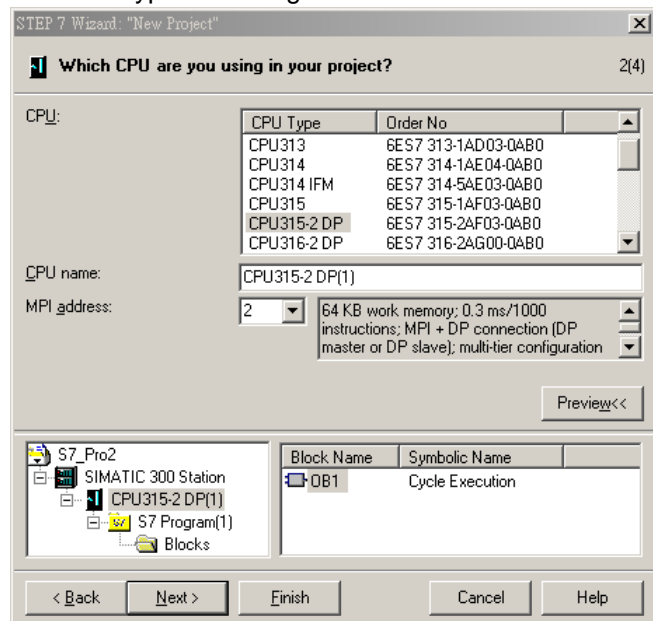 STEP 7 Wizard: "New Project"
Which CPU are you using in your project? 2(4)
CPU:
CPU Type Order No
CPU313 6ES7 313-1AD03-0AB0
CPU314 6ES7 314-1AE04-0AB0
CPU314 IFM 6ES7 314-5AE03-0AB0
CPU315 6ES7 315-1AF03-0AB0
CPU315-2 DP 6ES7 315-2AF03-0AB0
CPU316-2 DP 6ES7 316-2AG00-0AB0
CPU name: CPU315-2 DP(1)
MPI address: 2
64 KB work memory; 0.3 ms/1000
instructions; MPI + DP connection (DP
master or DP slave); multi-tier configuration
Preview<<
S7_Pro2
SIMATIC 300 Station
CPU315-2 DP(1)
S7 Program(1)
Blocks
Block Name Symbolic Name
OB1 Cycle Execution
< Back Next > Finish Cancel Help